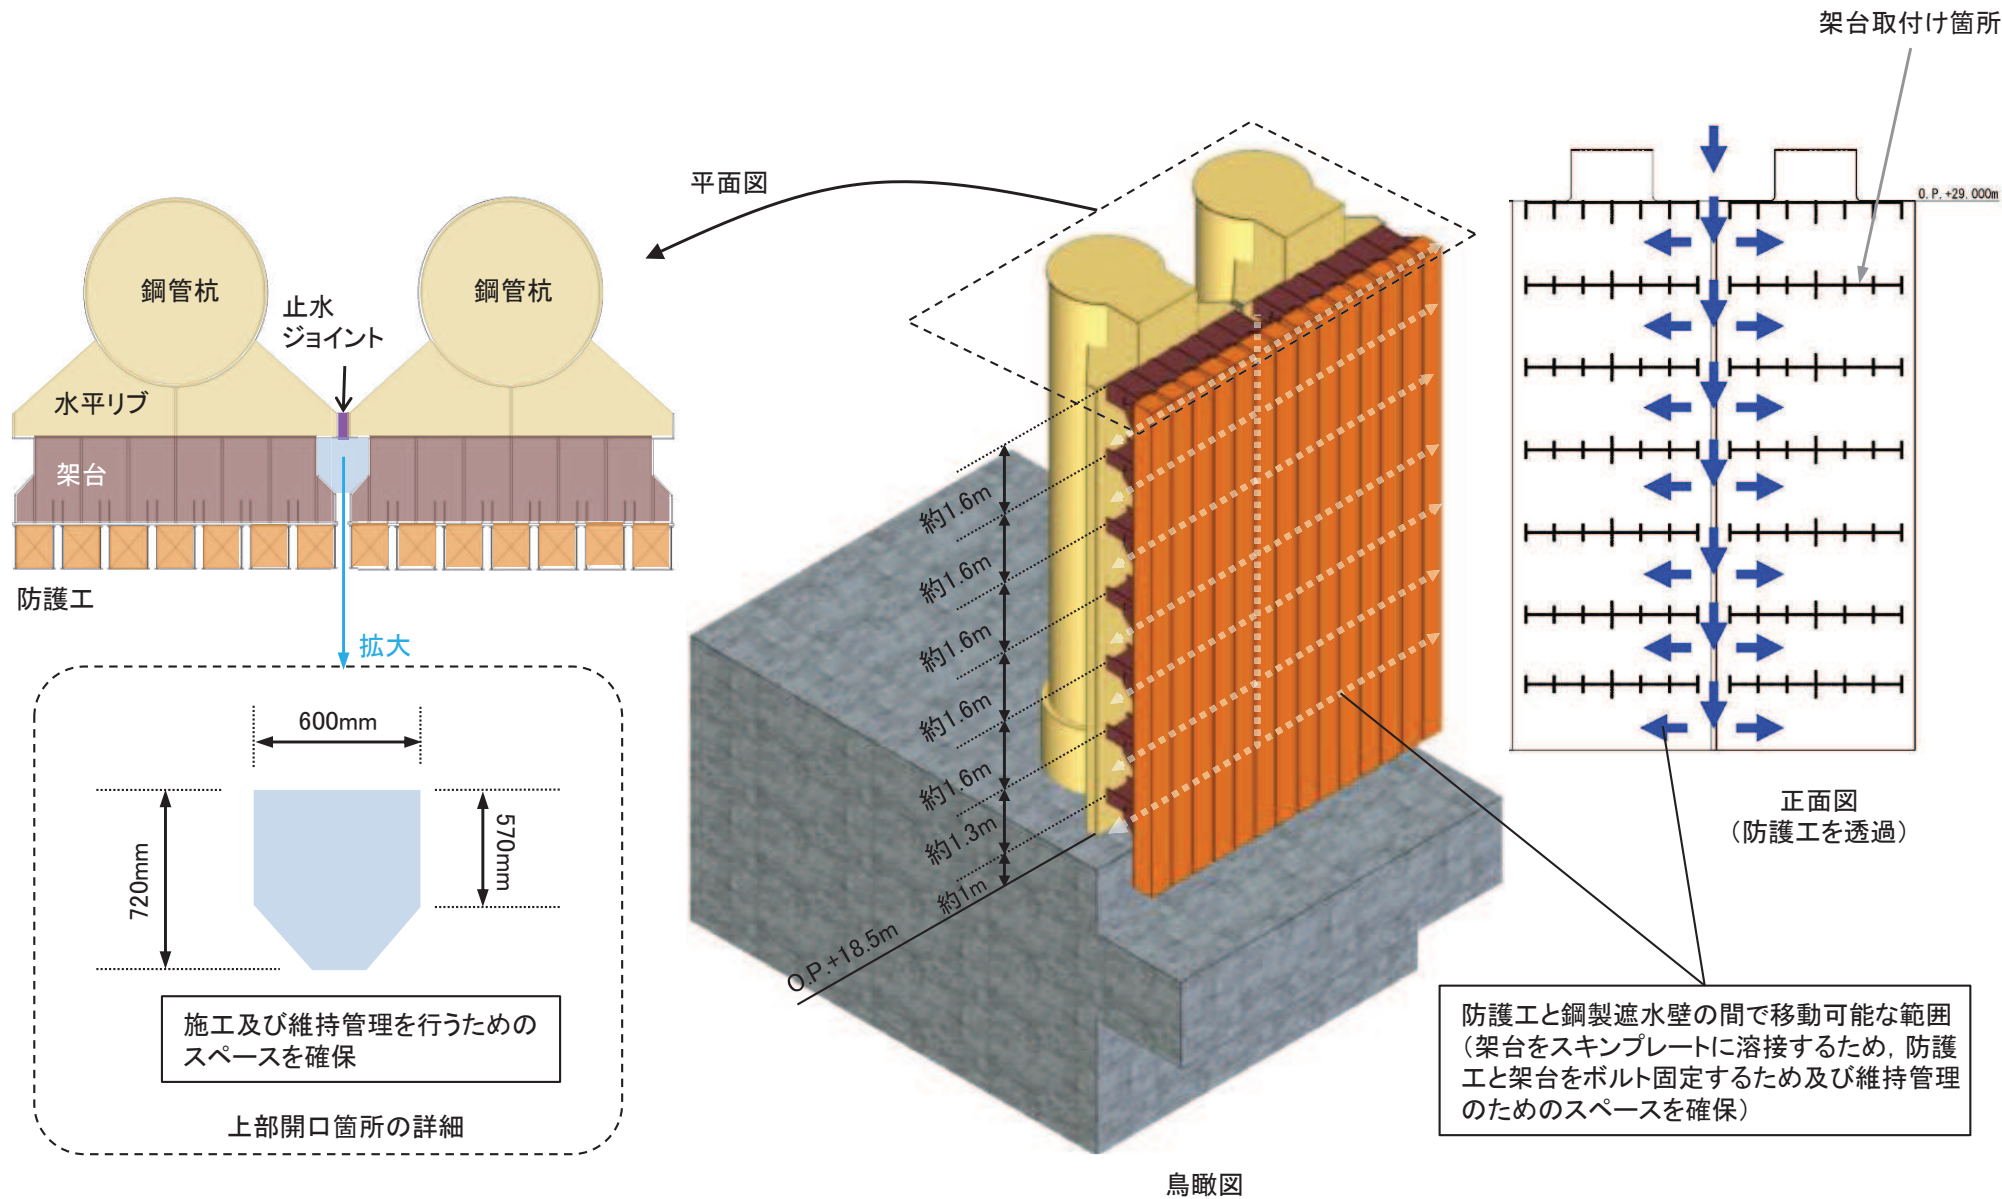 架台取付け箇所
平面図
O.P.+29.000m
鋼管杭
鋼管杭
止水
ジョイント
水平リブ
架台
防護工
拡大
600mm
720mm
570mm
施工及び維持管理を行うための
スペースを確保
上部開口箇所の詳細
約1.6m
約1.6m
約1.6m
約1.6m
約1.6m
約1.3m
約1m
O.P.+18.5m
鳥瞰図
正面図
（防護工を透過）
防護工と鋼製遮水壁の間で移動可能な範囲
（架台をスキンプレートに溶接するため，防護
工と架台をボルト固定するため及び維持管理
のためのスペースを確保）